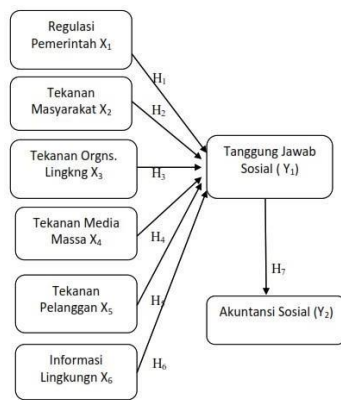 Regulasi
Pemerintah X₁
H₁
Tekanan
Masyarakat X₂
H₂
Tekanan Orgns.
Lingkng X₃
H₃
Tanggung Jawab
Sosial ( Y₁)
Tekanan Media
Massa X₄
H₄
H₇
Tekanan
Pelanggan X₅
Akuntansi Sosial (Y₂)
Informasi
Lingkungn X₆
H₆